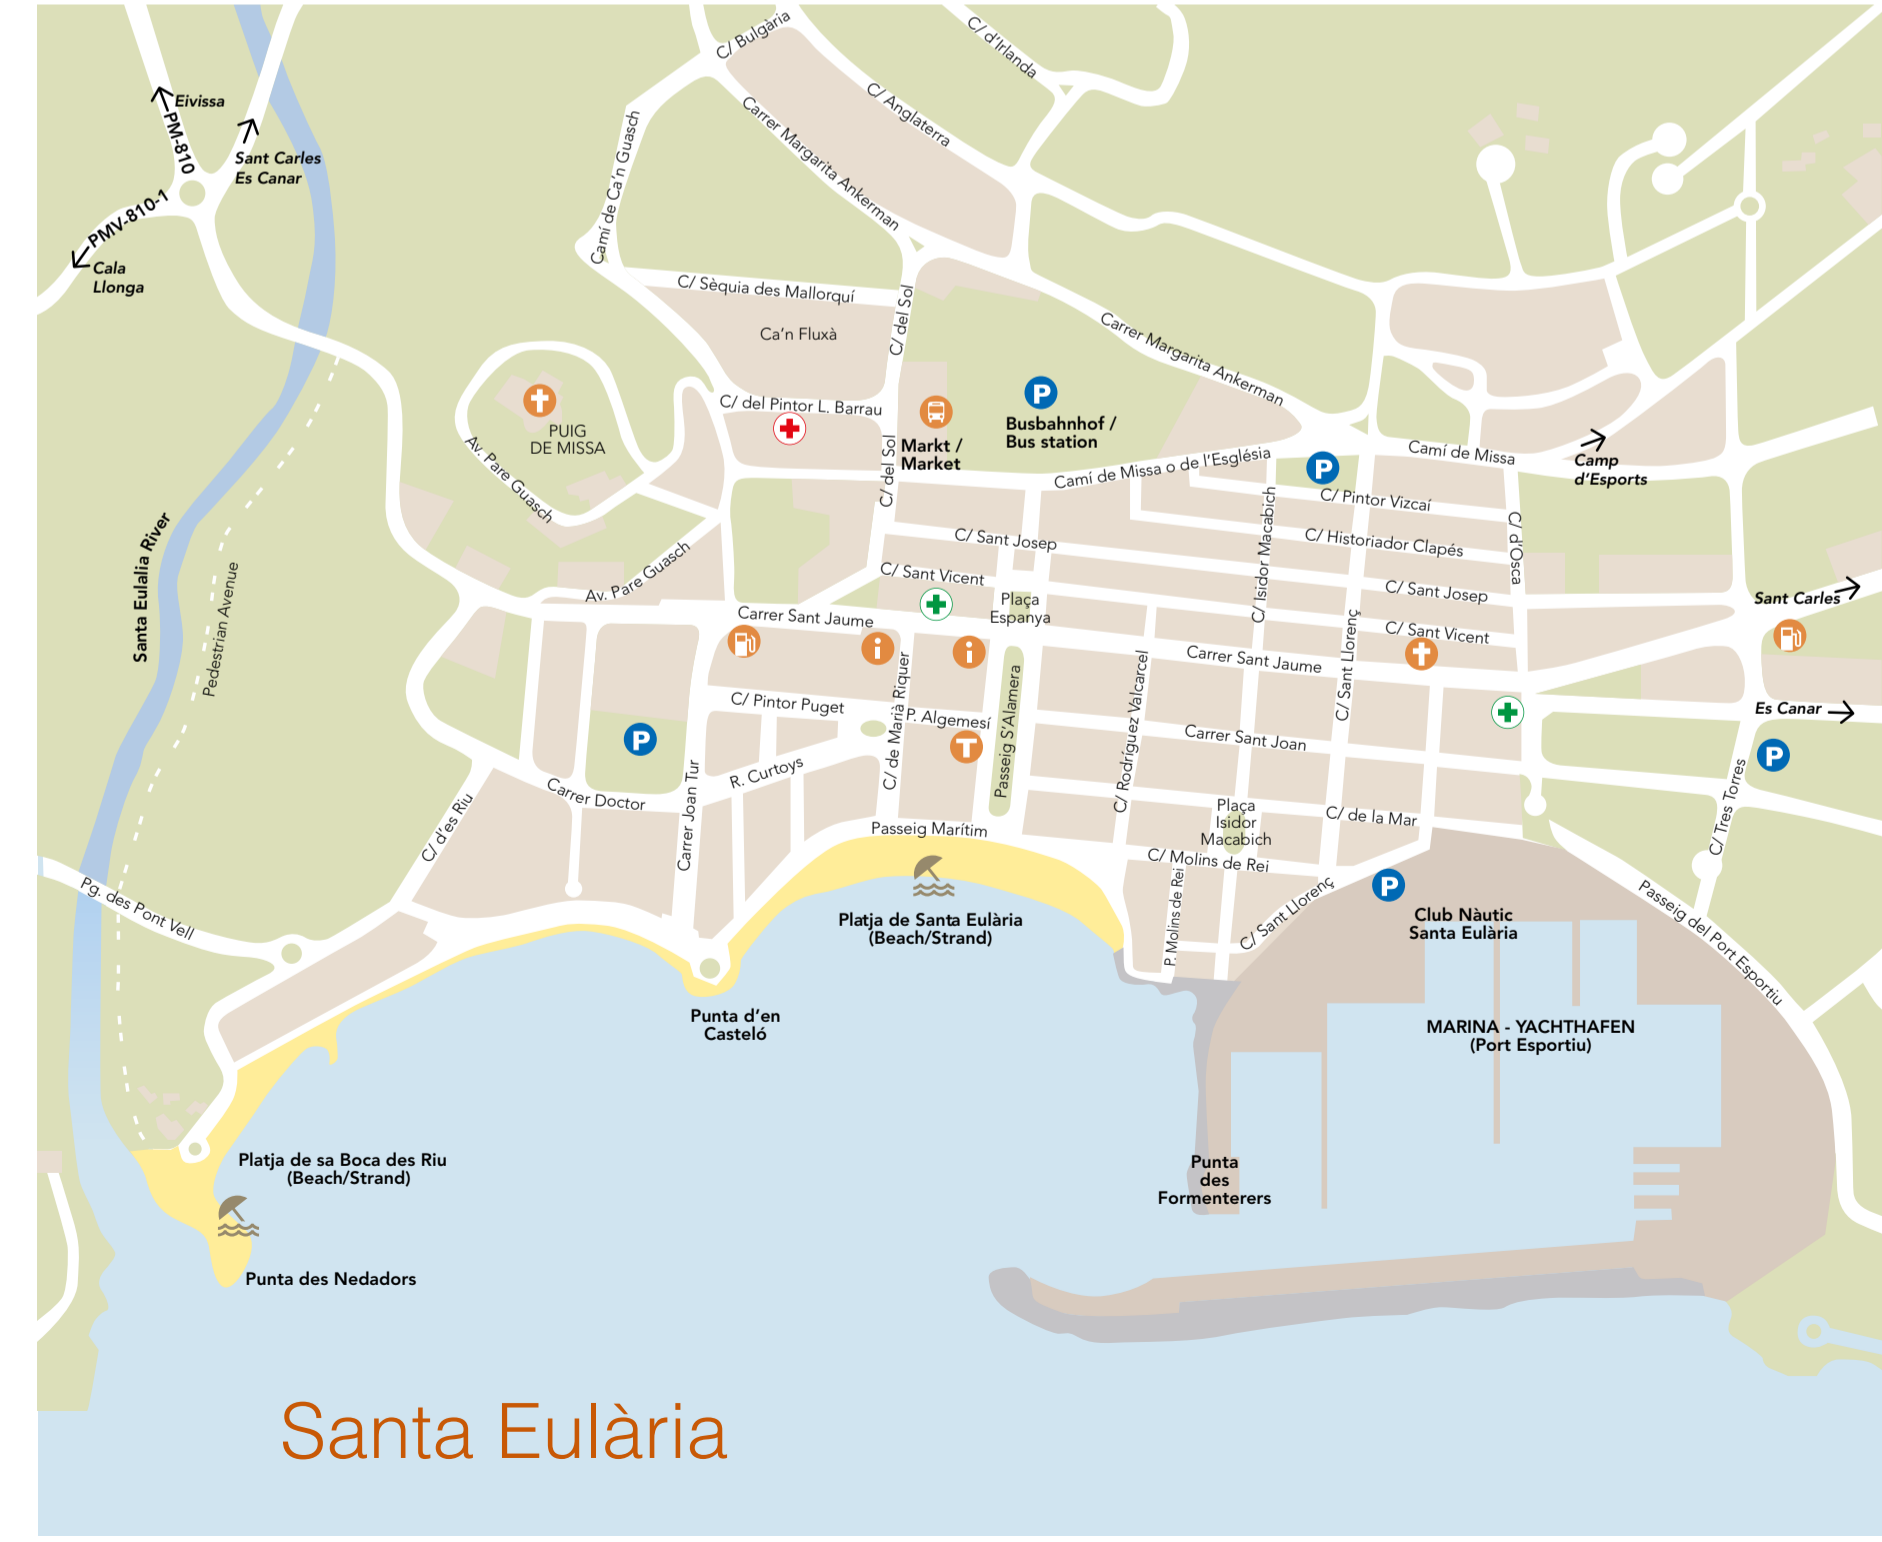 C/ Bulgària
C/ d'Irlanda
C/ Anglaterra
Eivissa
PM-810
Sant Carles
Es Canar
PMV-810-1
Cala
Llonga
Camí de Ca'n Guasch
Carrer Margarita Ankerman
C/ Sèquia des Mallorquí
Ca'n Fluxà
C/ del Sol
Carrer Margarita Ankerman
C/ del Pintor L. Barrau
P
Busbahnhof /
Bus station
Markt /
Market
PUIG
DE MISSA
Av. Pare Guasch
C/ del Sol
Camí de Missa o de l'Església
P
Camí de Missa
Camp
d'Esports
C/ Pintor Vizcaí
C/ Isidor Macabich
C/ Historiador Clapés
C/ d'Osca
C/ Sant Josep
C/ Sant Vicent
Plaça
Espanya
C/ Sant Josep
Sant Carles
C/ Sant Vicent
Santa Eulalia River
Pedestrian Avenue
Av. Pare Guasch
Carrer Sant Jaume
i
i
Carrer Sant Jaume
C/ Sant Llorenç
C/ de Marià Riquer
Passeig S'Alamera
C/ Rodríguez Valcarcel
C/ Pintor Puget
P. Algemesí
T
Carrer Sant Joan
Es Canar
P
P
C/ Tres Torres
R. Curtoys
Carrer Doctor
Carrer Joan Tur
C/ d'es Riu
Passeig Marítim
Plaça
Isidor
Macabich
C/ de la Mar
C/ Molins de Rei
P. Molins de Rei
C/ Sant Llorenç
P
Club Nàutic
Santa Eulària
Passeig del Port Esportiu
Pg. des Pont Vell
Platja de Santa Eulària
(Beach/Strand)
Punta d'en
Casteló
MARINA - YACHTHAFEN
(Port Esportiu)
Platja de sa Boca des Riu
(Beach/Strand)
Punta
des
Formenterers
Punta des Nedadors
Santa Eulària